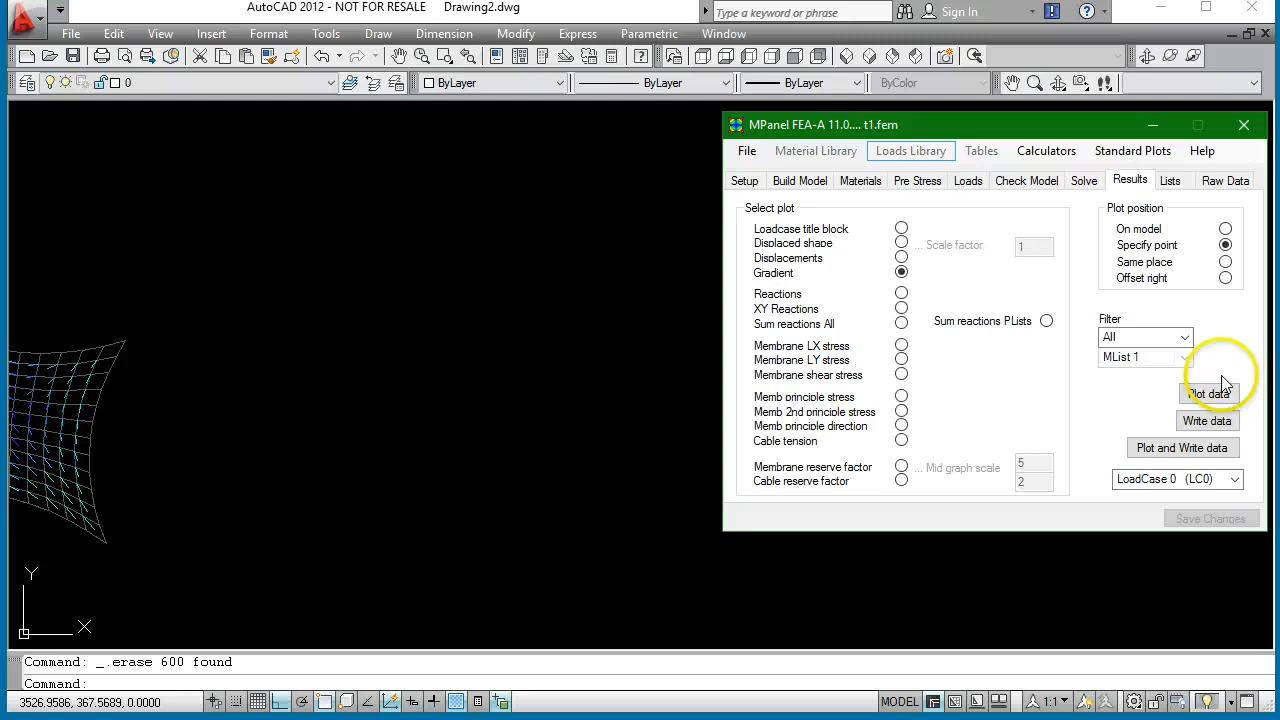 AutoCAD 2012 - NOT FOR RESALE Drawing2.dwg
Type a keyword or phrase
Sign In
File Edit View Insert Format Tools Draw Dimension Modify Express Parametric Window
0
ByLayer
ByLayer
ByLayer
ByColor
MPanel FEA-A 11.0.... t1.fem
File Material Library Loads Library Tables Calculators Standard Plots Help
Setup Build Model Materials Pre Stress Loads Check Model Solve Results Lists Raw Data
Select plot
Loadcase title block
Displaced shape
... Scale factor 1
Displacements
Gradient
Reactions
XY Reactions
Sum reactions All
Sum reactions PLists
Membrane LX stress
Membrane LY stress
Membrane shear stress
Memb principle stress
Memb 2nd principle stress
Memb principle direction
Cable tension
Membrane reserve factor
... Mid graph scale 5
Cable reserve factor
2
Plot position
On model
Specify point
Same place
Offset right
Filter
All
MList 1
Plot data
Write data
Plot and Write data
LoadCase 0 (LC0)
Save Changes
Y
X
Command: _.erase 600 found
Command:
3526.9586, 367.5689, 0.0000
MODEL
1:1